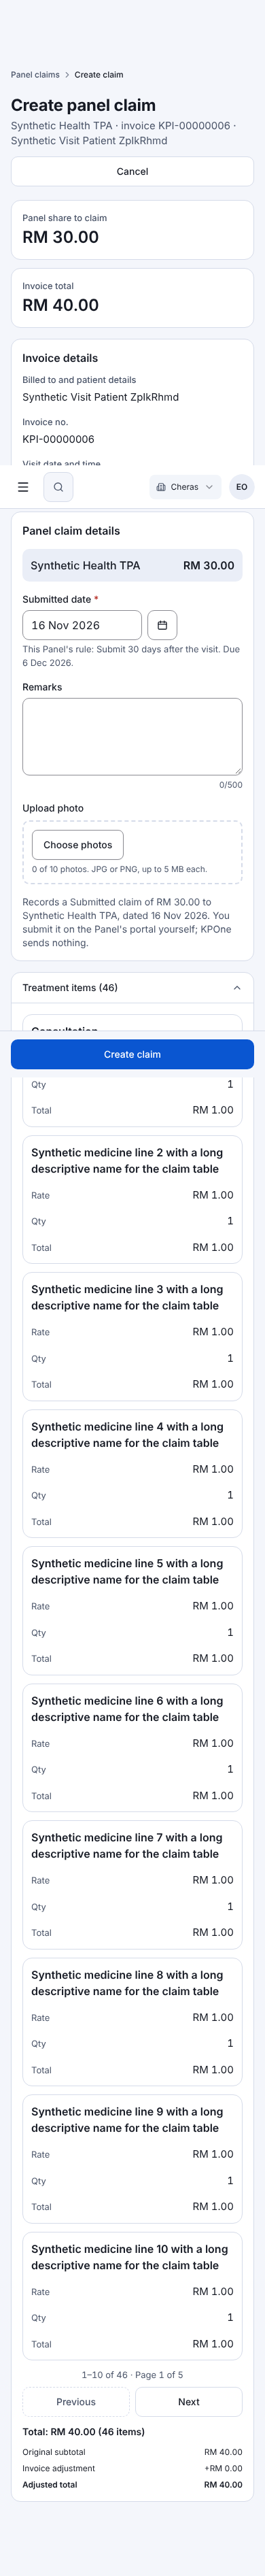 Panel claims > Create claim
Create panel claim
Synthetic Health TPA · invoice KPI-00000006 ·
Synthetic Visit Patient ZplkRhmd
Cancel
Panel share to claim
RM 30.00
Invoice total
RM 40.00
Invoice details
Billed to and patient details
Synthetic Visit Patient ZplkRhmd
Invoice no.
KPI-00000006
Visit date and time
Cheras
EO
Panel claim details
Synthetic Health TPA RM 30.00
Submitted date *
16 Nov 2026
This Panel's rule: Submit 30 days after the visit. Due
6 Dec 2026.
Remarks
0/500
Upload photo
Choose photos
0 of 10 photos. JPG or PNG, up to 5 MB each.
Records a Submitted claim of RM 30.00 to
Synthetic Health TPA, dated 16 Nov 2026. You
submit it on the Panel's portal yourself; KPOne
sends nothing.
Treatment items (46)
Consultation
Create claim
Qty 1
Total RM 1.00
Synthetic medicine line 2 with a long
descriptive name for the claim table
Rate RM 1.00
Qty 1
Total RM 1.00
Synthetic medicine line 3 with a long
descriptive name for the claim table
Rate RM 1.00
Qty 1
Total RM 1.00
Synthetic medicine line 4 with a long
descriptive name for the claim table
Rate RM 1.00
Qty 1
Total RM 1.00
Synthetic medicine line 5 with a long
descriptive name for the claim table
Rate RM 1.00
Qty 1
Total RM 1.00
Synthetic medicine line 6 with a long
descriptive name for the claim table
Rate RM 1.00
Qty 1
Total RM 1.00
Synthetic medicine line 7 with a long
descriptive name for the claim table
Rate RM 1.00
Qty 1
Total RM 1.00
Synthetic medicine line 8 with a long
descriptive name for the claim table
Rate RM 1.00
Qty 1
Total RM 1.00
Synthetic medicine line 9 with a long
descriptive name for the claim table
Rate RM 1.00
Qty 1
Total RM 1.00
Synthetic medicine line 10 with a long
descriptive name for the claim table
Rate RM 1.00
Qty 1
Total RM 1.00
1–10 of 46 · Page 1 of 5
Previous Next
Total: RM 40.00 (46 items)
Original subtotal RM 40.00
Invoice adjustment +RM 0.00
Adjusted total RM 40.00